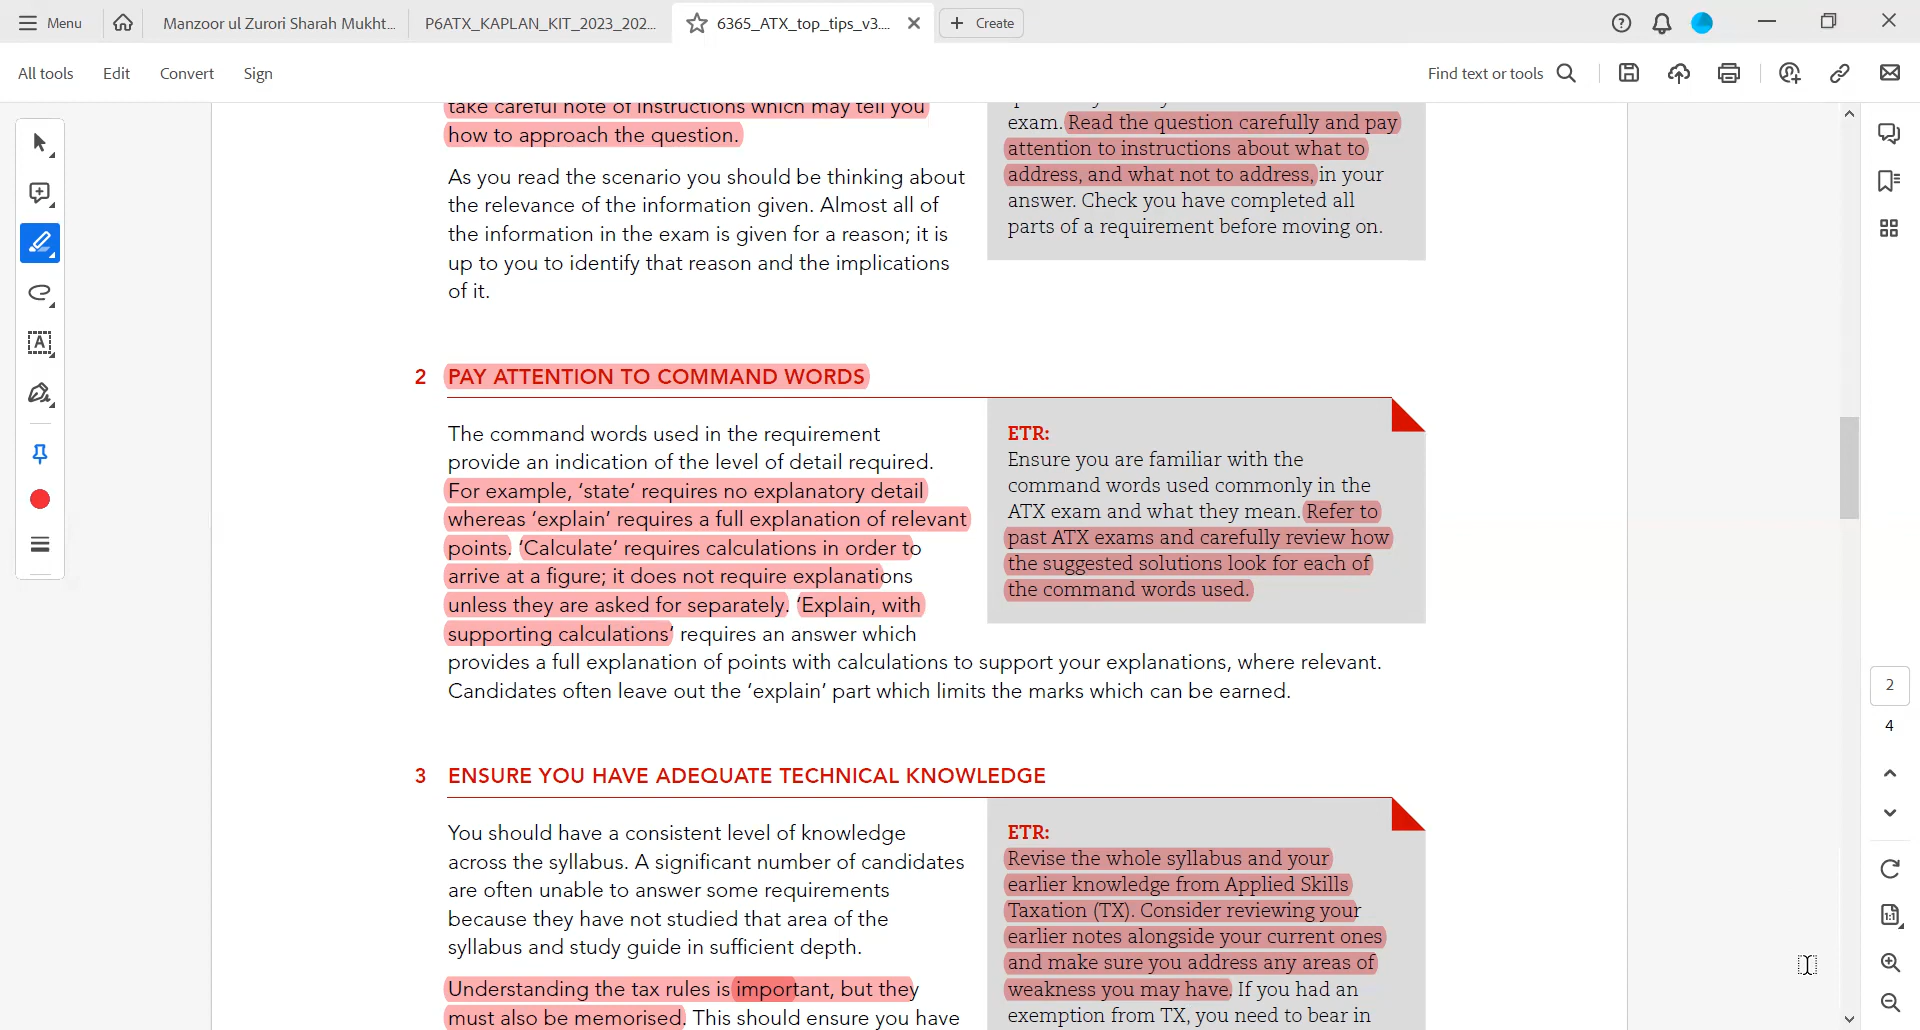 Menu
Manzoor ul Zurori Sharah Mukht...
P6ATX_KAPLAN_KIT_2023_202...
6365_ATX_top_tips_v3....
Create
All tools
Edit
Convert
Sign
Find text or tools
take careful note of instructions which may tell you
how to approach the question.
As you read the scenario you should be thinking about
the relevance of the information given. Almost all of
the information in the exam is given for a reason; it is
up to you to identify that reason and the implications
of it.
exam. Read the question carefully and pay
attention to instructions about what to
address, and what not to address, in your
answer. Check you have completed all
parts of a requirement before moving on.
2 PAY ATTENTION TO COMMAND WORDS
The command words used in the requirement
provide an indication of the level of detail required.
For example, ‘state’ requires no explanatory detail
whereas ‘explain’ requires a full explanation of relevant
points. ‘Calculate’ requires calculations in order to
arrive at a figure; it does not require explanations
unless they are asked for separately. ‘Explain, with
supporting calculations’ requires an answer which
provides a full explanation of points with calculations to support your explanations, where relevant.
Candidates often leave out the ‘explain’ part which limits the marks which can be earned.
ETR:
Ensure you are familiar with the
command words used commonly in the
ATX exam and what they mean. Refer to
past ATX exams and carefully review how
the suggested solutions look for each of
the command words used.
3 ENSURE YOU HAVE ADEQUATE TECHNICAL KNOWLEDGE
You should have a consistent level of knowledge
across the syllabus. A significant number of candidates
are often unable to answer some requirements
because they have not studied that area of the
syllabus and study guide in sufficient depth.
Understanding the tax rules is important, but they
must also be memorised. This should ensure you have
ETR:
Revise the whole syllabus and your
earlier knowledge from Applied Skills
Taxation (TX). Consider reviewing your
earlier notes alongside your current ones
and make sure you address any areas of
weakness you may have. If you had an
exemption from TX, you need to bear in
2
4